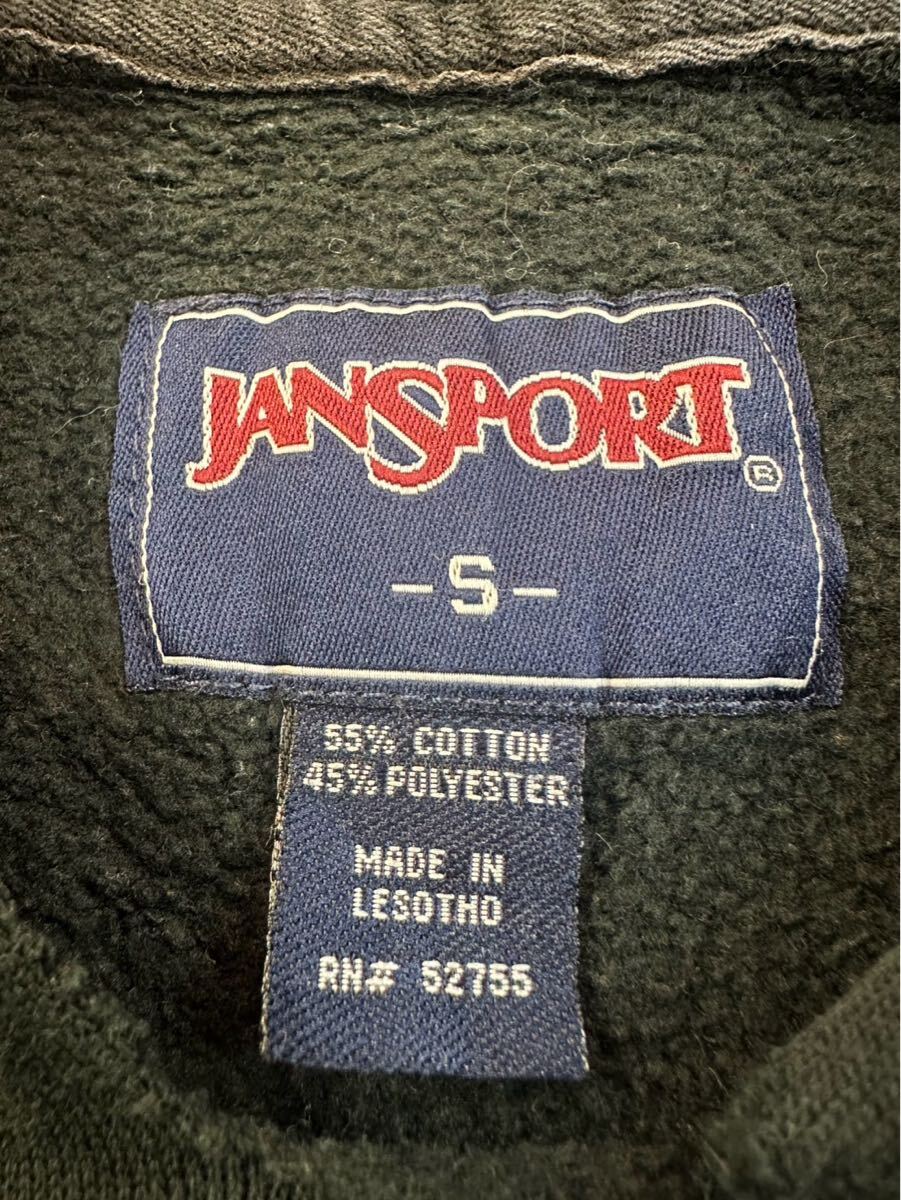 JANSPORT®
-S-
55% COTTON
45% POLYESTER
MADE IN
LESOTHO
RN# 52755